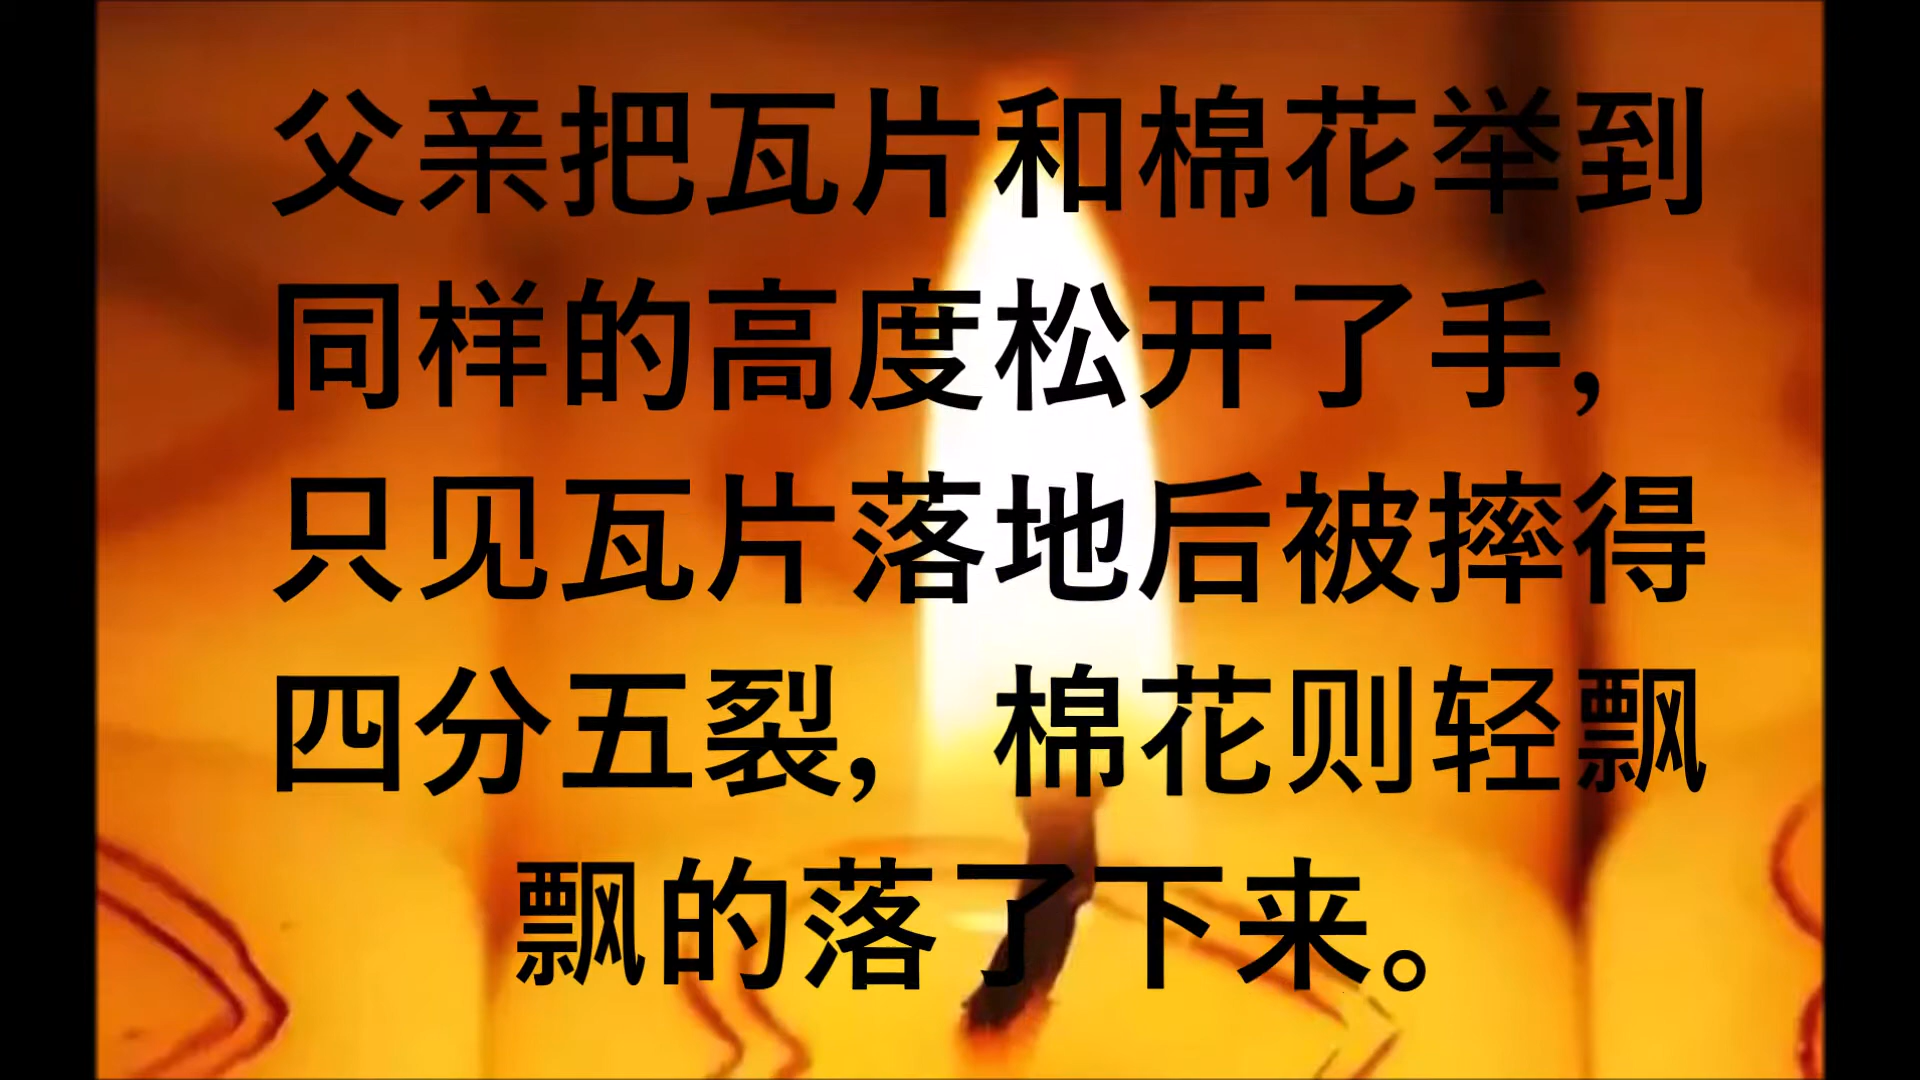 父亲把瓦片和棉花举到
同样的高度松开了手，
只见瓦片落地后被摔得
四分五裂，棉花则轻飘
飘的落了下来。